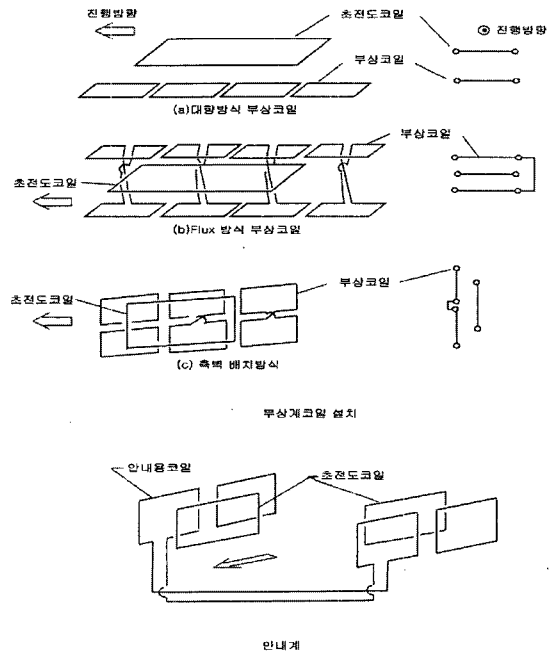 진행방향
초전도코일
진행방향
부상코일
(a)대향방식 부상코일
부상코일
초전도코일
(b)Flux 방식 부상코일
초전도코일
부상코일
(c) 측벽 배치방식
부상계코일 설치
안내용코일
초전도코일
안내계